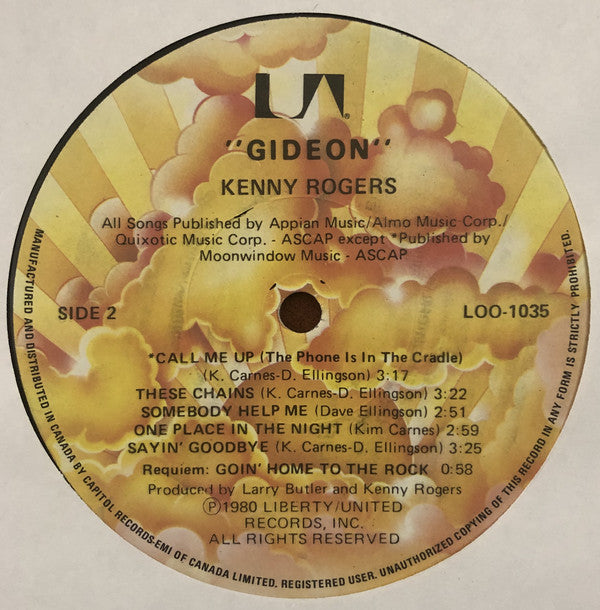 UA®
"GIDEON"
KENNY ROGERS
All Songs Published by Appian Music/Almo Music Corp./
Quixotic Music Corp. - ASCAP except *Published by
Moonwindow Music - ASCAP
SIDE 2
LOO-1035
*CALL ME UP (The Phone Is In The Cradle)
(K. Carnes-D. Ellingson) 3:17
THESE CHAINS (K. Carnes-D. Ellingson) 3:22
SOMEBODY HELP ME (Dave Ellingson) 2:51
ONE PLACE IN THE NIGHT (Kim Carnes) 2:59
SAYIN' GOODBYE (K. Carnes-D. Ellingson) 3:25
Requiem: GOIN' HOME TO THE ROCK 0:58
Produced by Larry Butler and Kenny Rogers
Ⓟ1980 LIBERTY/UNITED
RECORDS, INC.
ALL RIGHTS RESERVED
MANUFACTURED AND DISTRIBUTED IN CANADA BY CAPITOL RECORDS-EMI OF CANADA LIMITED. REGISTERED USER. UNAUTHORIZED COPYING OF THIS RECORD IN ANY FORM IS STRICTLY PROHIBITED.